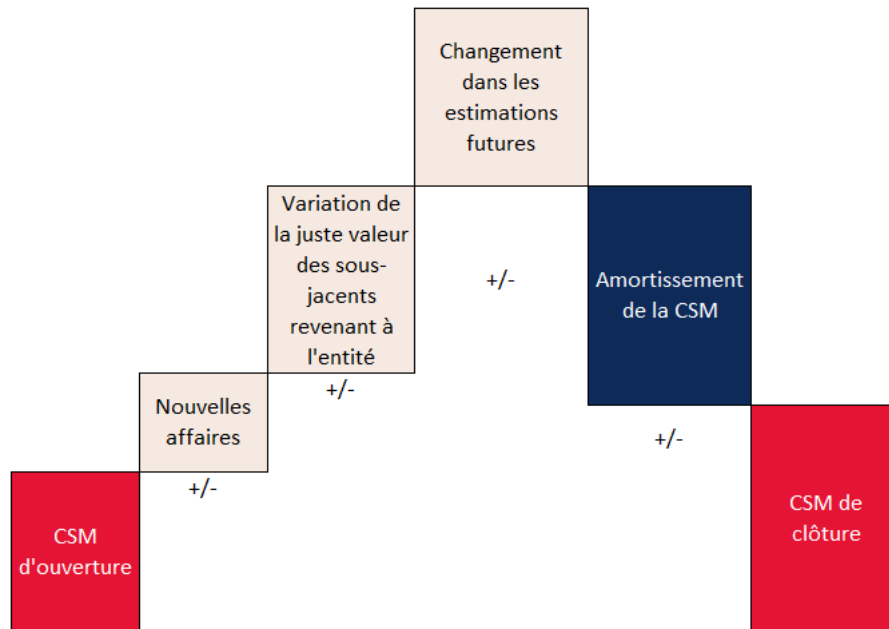 CSM
d'ouverture
Nouvelles
affaires
+/-
Variation de
la juste valeur
des sous-
jacents
revenant à
l'entité
+/-
Changement
dans les
estimations
futures
+/-
Amortissement
de la CSM
+/-
CSM de
clôture